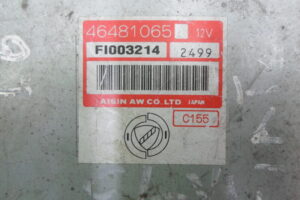 46481065 A 12V
FI003214 2499
AISIN AW CO. LTD JAPAN
C155